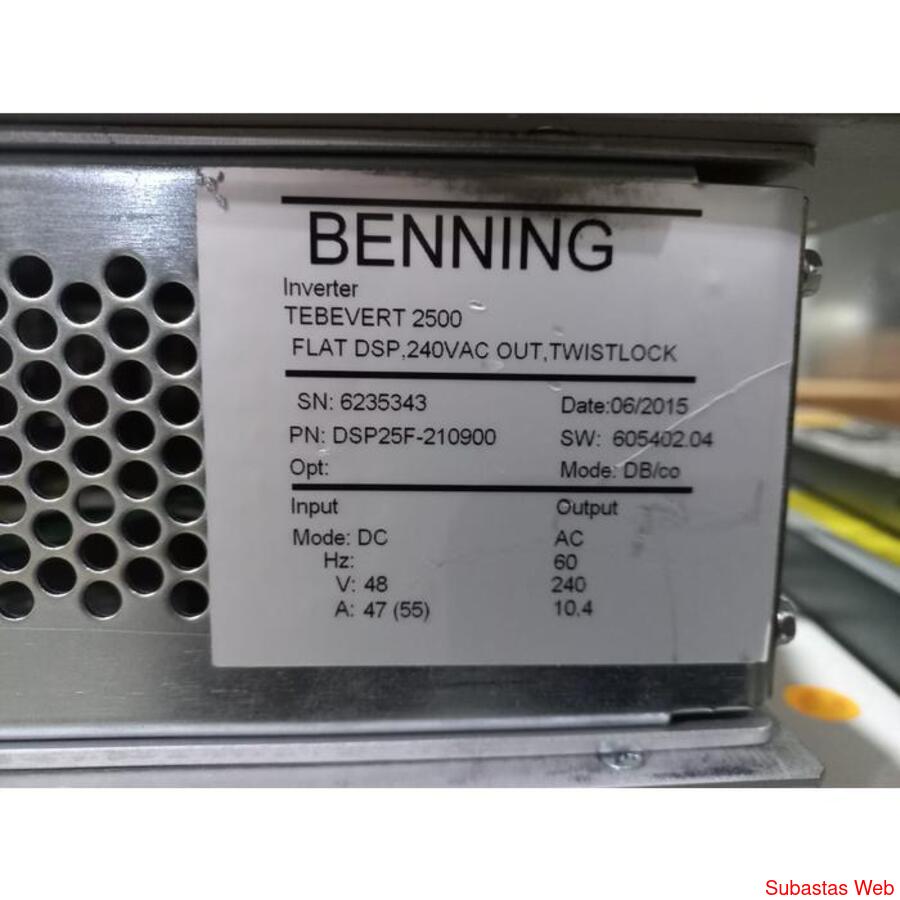 BENNING
Inverter
TEBEVERT 2500
FLAT DSP,240VAC OUT,TWISTLOCK
SN: 6235343 Date:06/2015
PN: DSP25F-210900 SW: 605402.04
Opt: Mode: DB/co
Input Output
Mode: DC AC
Hz: 60
V: 48 240
A: 47 (55) 10,4
Subastas Web